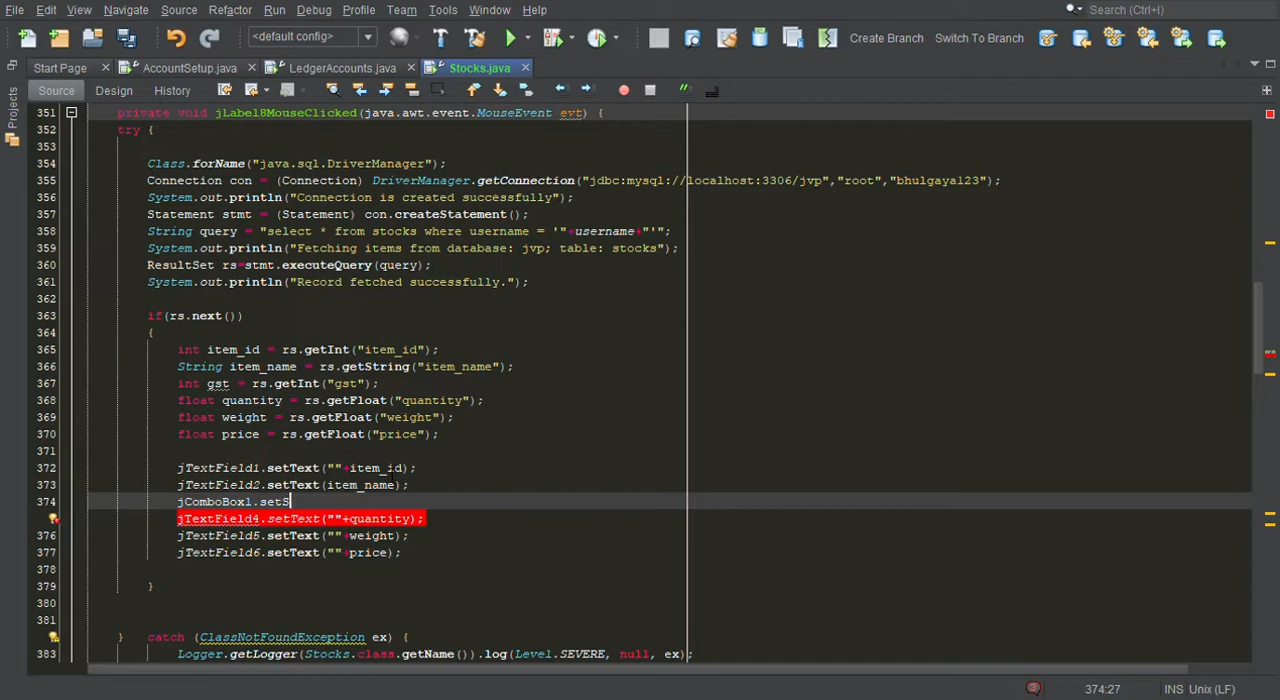 File Edit View Navigate Source Refactor Run Debug Profile Team Tools Window Help Search (Ctrl+I)
<default config> Create Branch Switch To Branch
Start Page AccountSetup.java LedgerAccounts.java Stocks.java
Source Design History
Projects
351 private void jLabel8MouseClicked(java.awt.event.MouseEvent evt) {
352 try {
353
354 Class.forName("java.sql.DriverManager");
355 Connection con = (Connection) DriverManager.getConnection("jdbc:mysql://localhost:3306/jvp","root","bhulgaya123");
356 System.out.println("Connection is created successfully");
357 Statement stmt = (Statement) con.createStatement();
358 String query = "select * from stocks where username = '"+username+"'";
359 System.out.println("Fetching items from database: jvp; table: stocks");
360 ResultSet rs=stmt.executeQuery(query);
361 System.out.println("Record fetched successfully.");
362
363 if(rs.next())
364 {
365 int item_id = rs.getInt("item_id");
366 String item_name = rs.getString("item_name");
367 int gst = rs.getInt("gst");
368 float quantity = rs.getFloat("quantity");
369 float weight = rs.getFloat("weight");
370 float price = rs.getFloat("price");
371
372 jTextField1.setText(""+item_id);
373 jTextField2.setText(item_name);
374 jComboBox1.setS
jTextField4.setText(""+quantity);
376 jTextField5.setText(""+weight);
377 jTextField6.setText(""+price);
378
379 }
380
381
} catch (ClassNotFoundException ex) {
383 Logger.getLogger(Stocks.class.getName()).log(Level.SEVERE, null, ex);
374:27 INS Unix (LF)